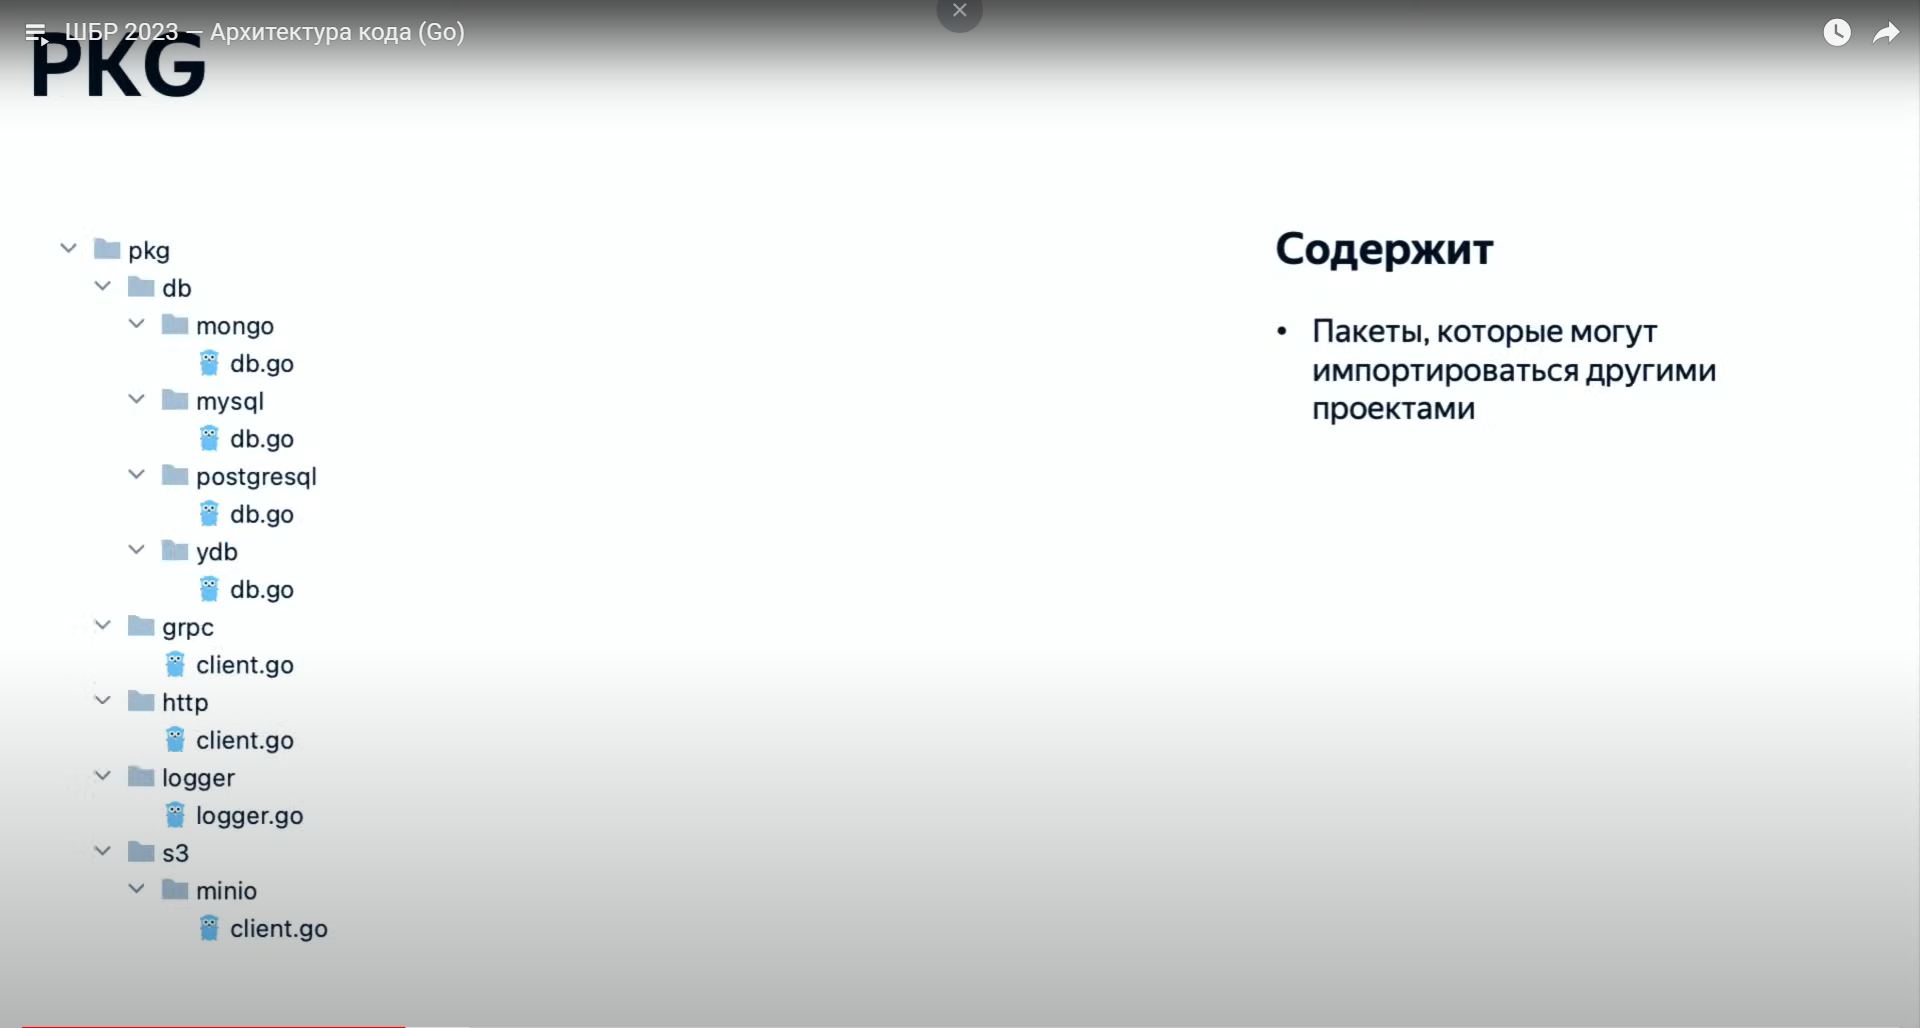 ШБР 2023 — Архитектура кода (Go)
PKG
pkg
db
mongo
db.go
mysql
db.go
postgresql
db.go
ydb
db.go
grpc
client.go
http
client.go
logger
logger.go
s3
minio
client.go
Содержит
• Пакеты, которые могут
импортироваться другими
проектами